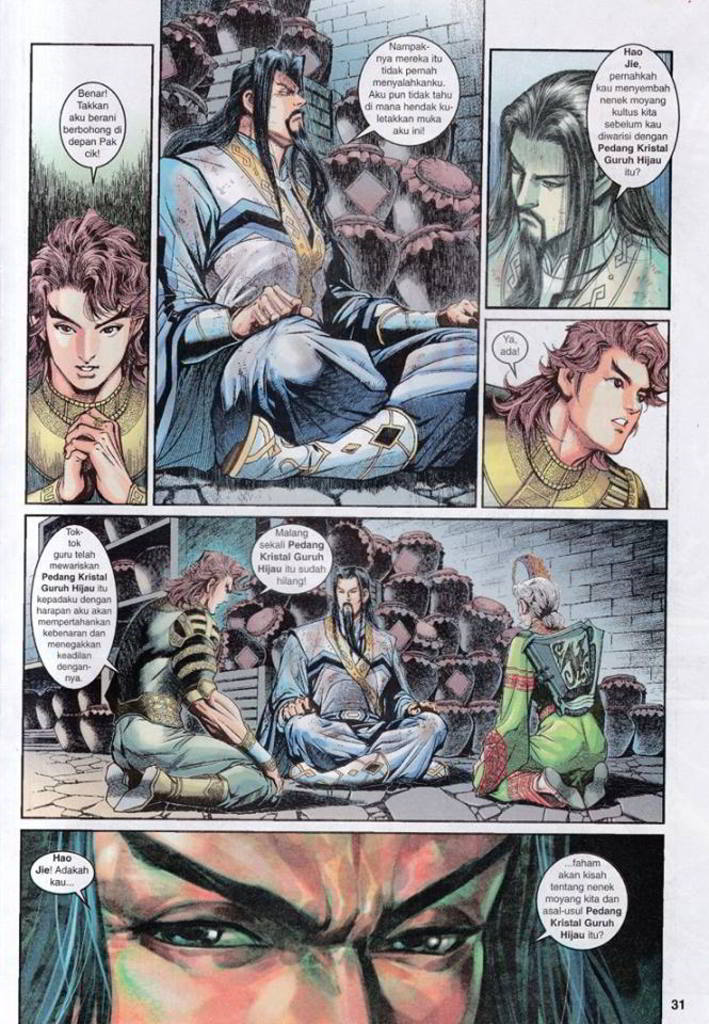 Benar!
Takkan
aku berani
berbohong di
depan Pak
cik!
Nampak-
nya mereka itu
tidak pernah
menyalahkanku.
Aku pun tidak tahu
di mana hendak ku-
letakkan muka
aku ini!
Hao
Jie,
pernahkah
kau menyembah
nenek moyang
kultus kita
sebelum kau
diwarisi dengan
Pedang Kristal
Guruh Hijau
itu?
Ya,
ada!
Tok-
tok
guru telah
mewariskan
Pedang Kristal
Guruh Hijau itu
kepadaku dengan
harapan aku akan
mempertahankan
kebenaran dan
menegakkan
keadilan
dengan-
nya.
Malang
sekali Pedang
Kristal Guruh
Hijau itu sudah
hilang!
Hao
Jie! Adakah
kau...
...faham
akan kisah
tentang nenek
moyang kita dan
asal-usul Pedang
Kristal Guruh
Hijau itu?
31